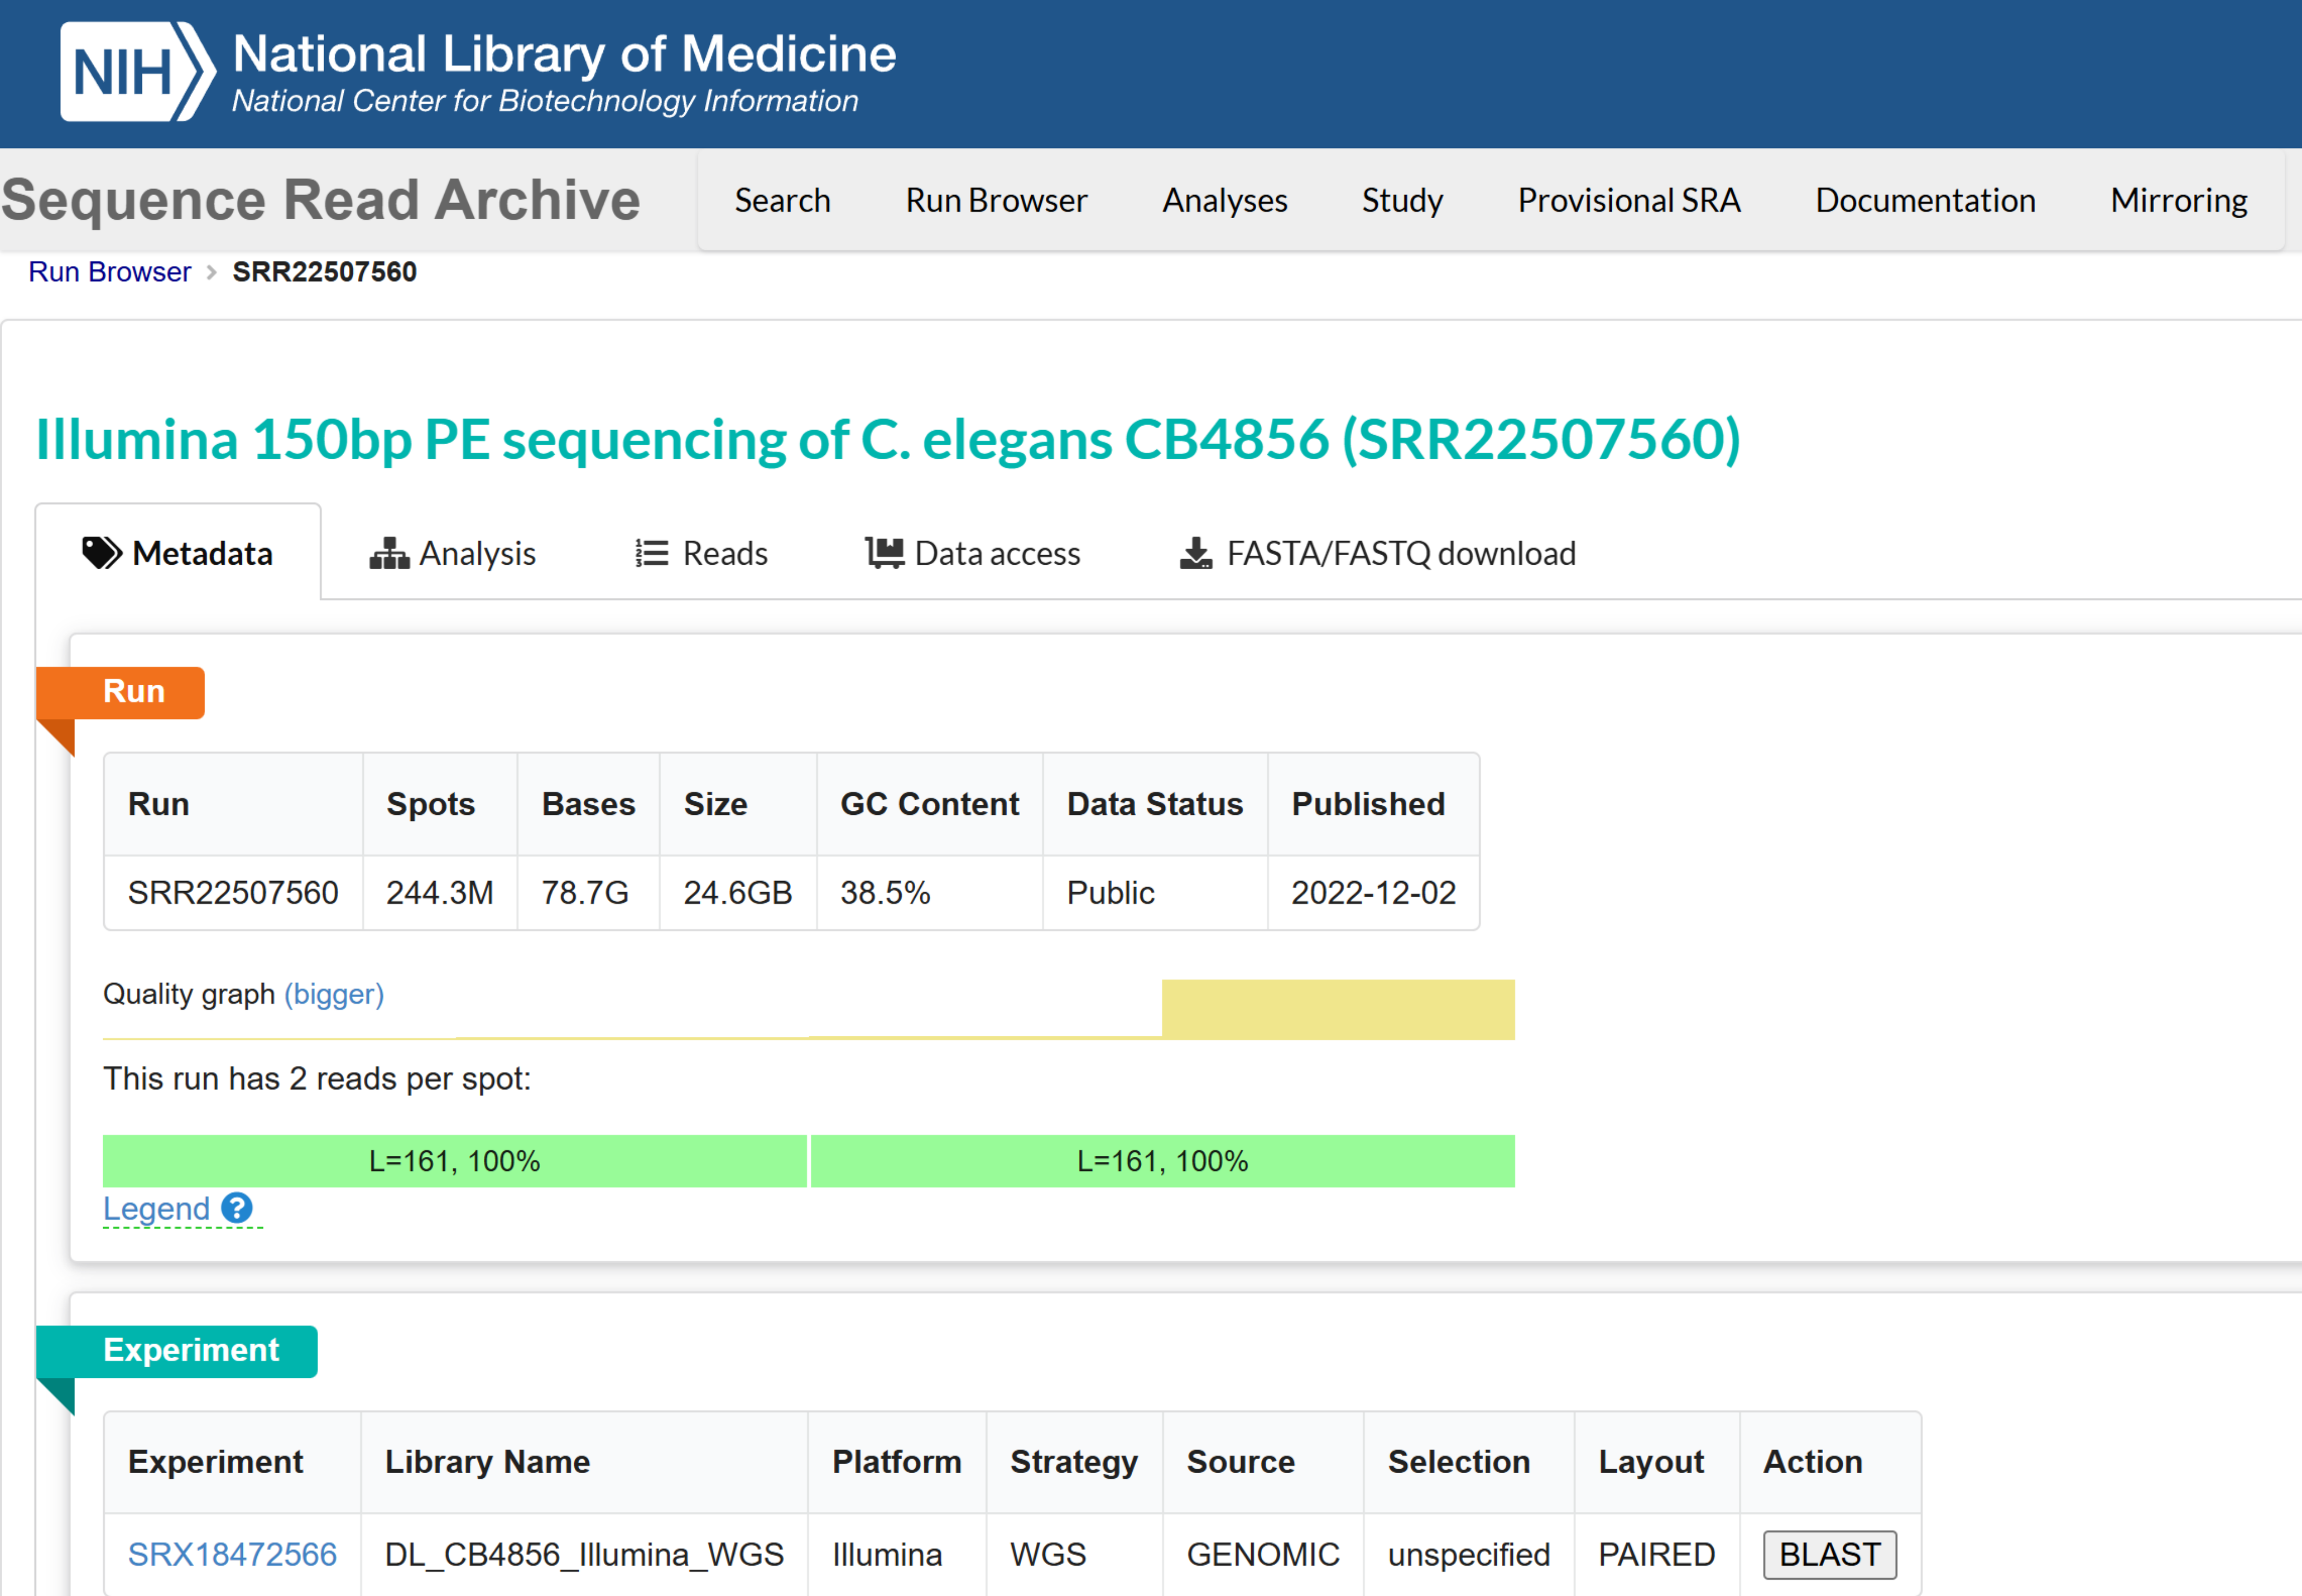 NIH National Library of Medicine
National Center for Biotechnology Information
Sequence Read Archive Search Run Browser Analyses Study Provisional SRA Documentation Mirroring
Run Browser > SRR22507560
Illumina 150bp PE sequencing of C. elegans CB4856 (SRR22507560)
Metadata Analysis Reads Data access FASTA/FASTQ download
Run
Run Spots Bases Size GC Content Data Status Published
SRR22507560 244.3M 78.7G 24.6GB 38.5% Public 2022-12-02
Quality graph (bigger)
This run has 2 reads per spot:
L=161, 100% L=161, 100%
Legend ?
Experiment
Experiment Library Name Platform Strategy Source Selection Layout Action
SRX18472566 DL_CB4856_Illumina_WGS Illumina WGS GENOMIC unspecified PAIRED BLAST